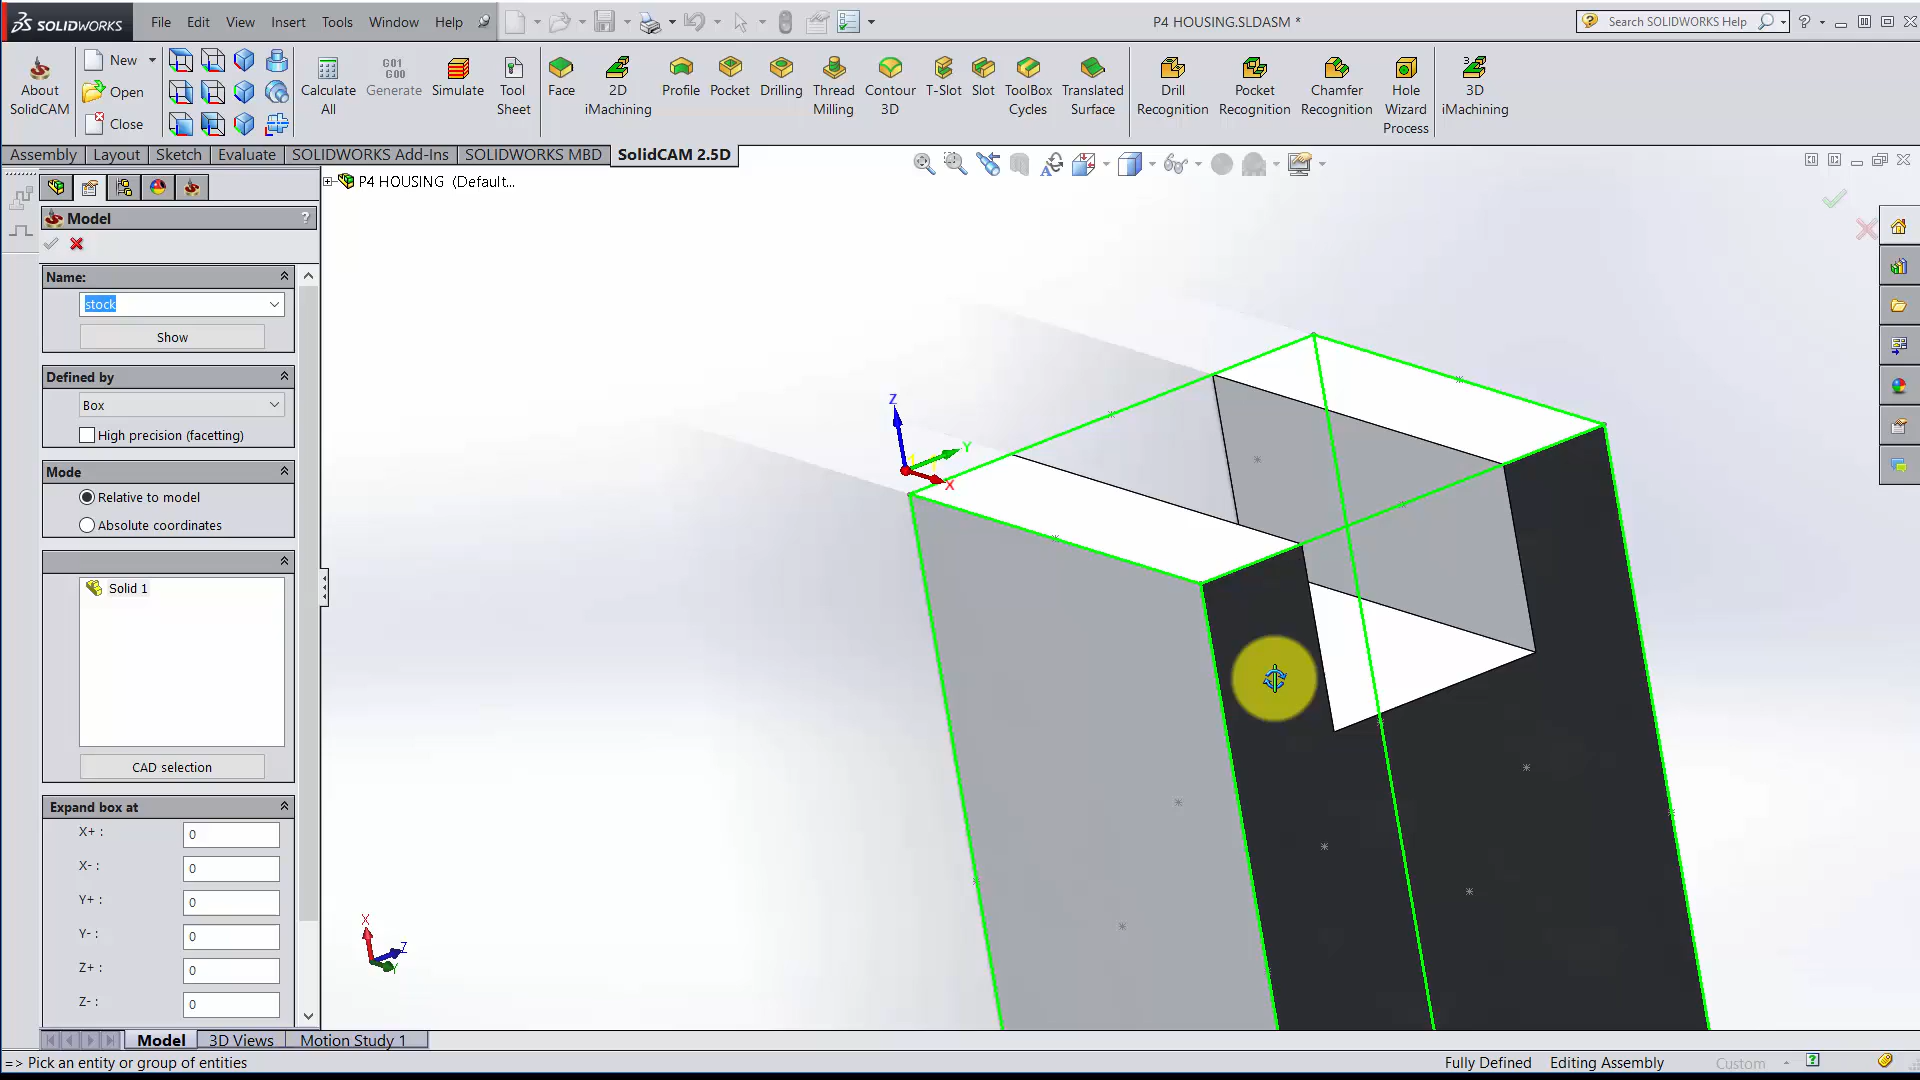 SOLIDWORKS File Edit View Insert Tools Window Help P4 HOUSING.SLDASM * Search SOLIDWORKS Help ?
About SolidCAM
New
Open
Close
Calculate All
G01 G00 Generate
Simulate
Tool Sheet
Face
2D iMachining
Profile
Pocket
Drilling
Thread Milling
Contour 3D
T-Slot
Slot
ToolBox Cycles
Translated Surface
Drill Recognition
Pocket Recognition
Chamfer Recognition
Hole Wizard Process
3D iMachining
Assembly Layout Sketch Evaluate SOLIDWORKS Add-Ins SOLIDWORKS MBD SolidCAM 2.5D
P4 HOUSING (Default...
Model ?
Name:
stock
Show
Defined by
Box
High precision (facetting)
Mode
Relative to model
Absolute coordinates
Solid 1
CAD selection
Expand box at
X+ : 0
X- : 0
Y+ : 0
Y- : 0
Z+ : 0
Z- : 0
Z
Y
X
X
Z
Y
Model 3D Views Motion Study 1
=> Pick an entity or group of entities Fully Defined Editing Assembly Custom ?